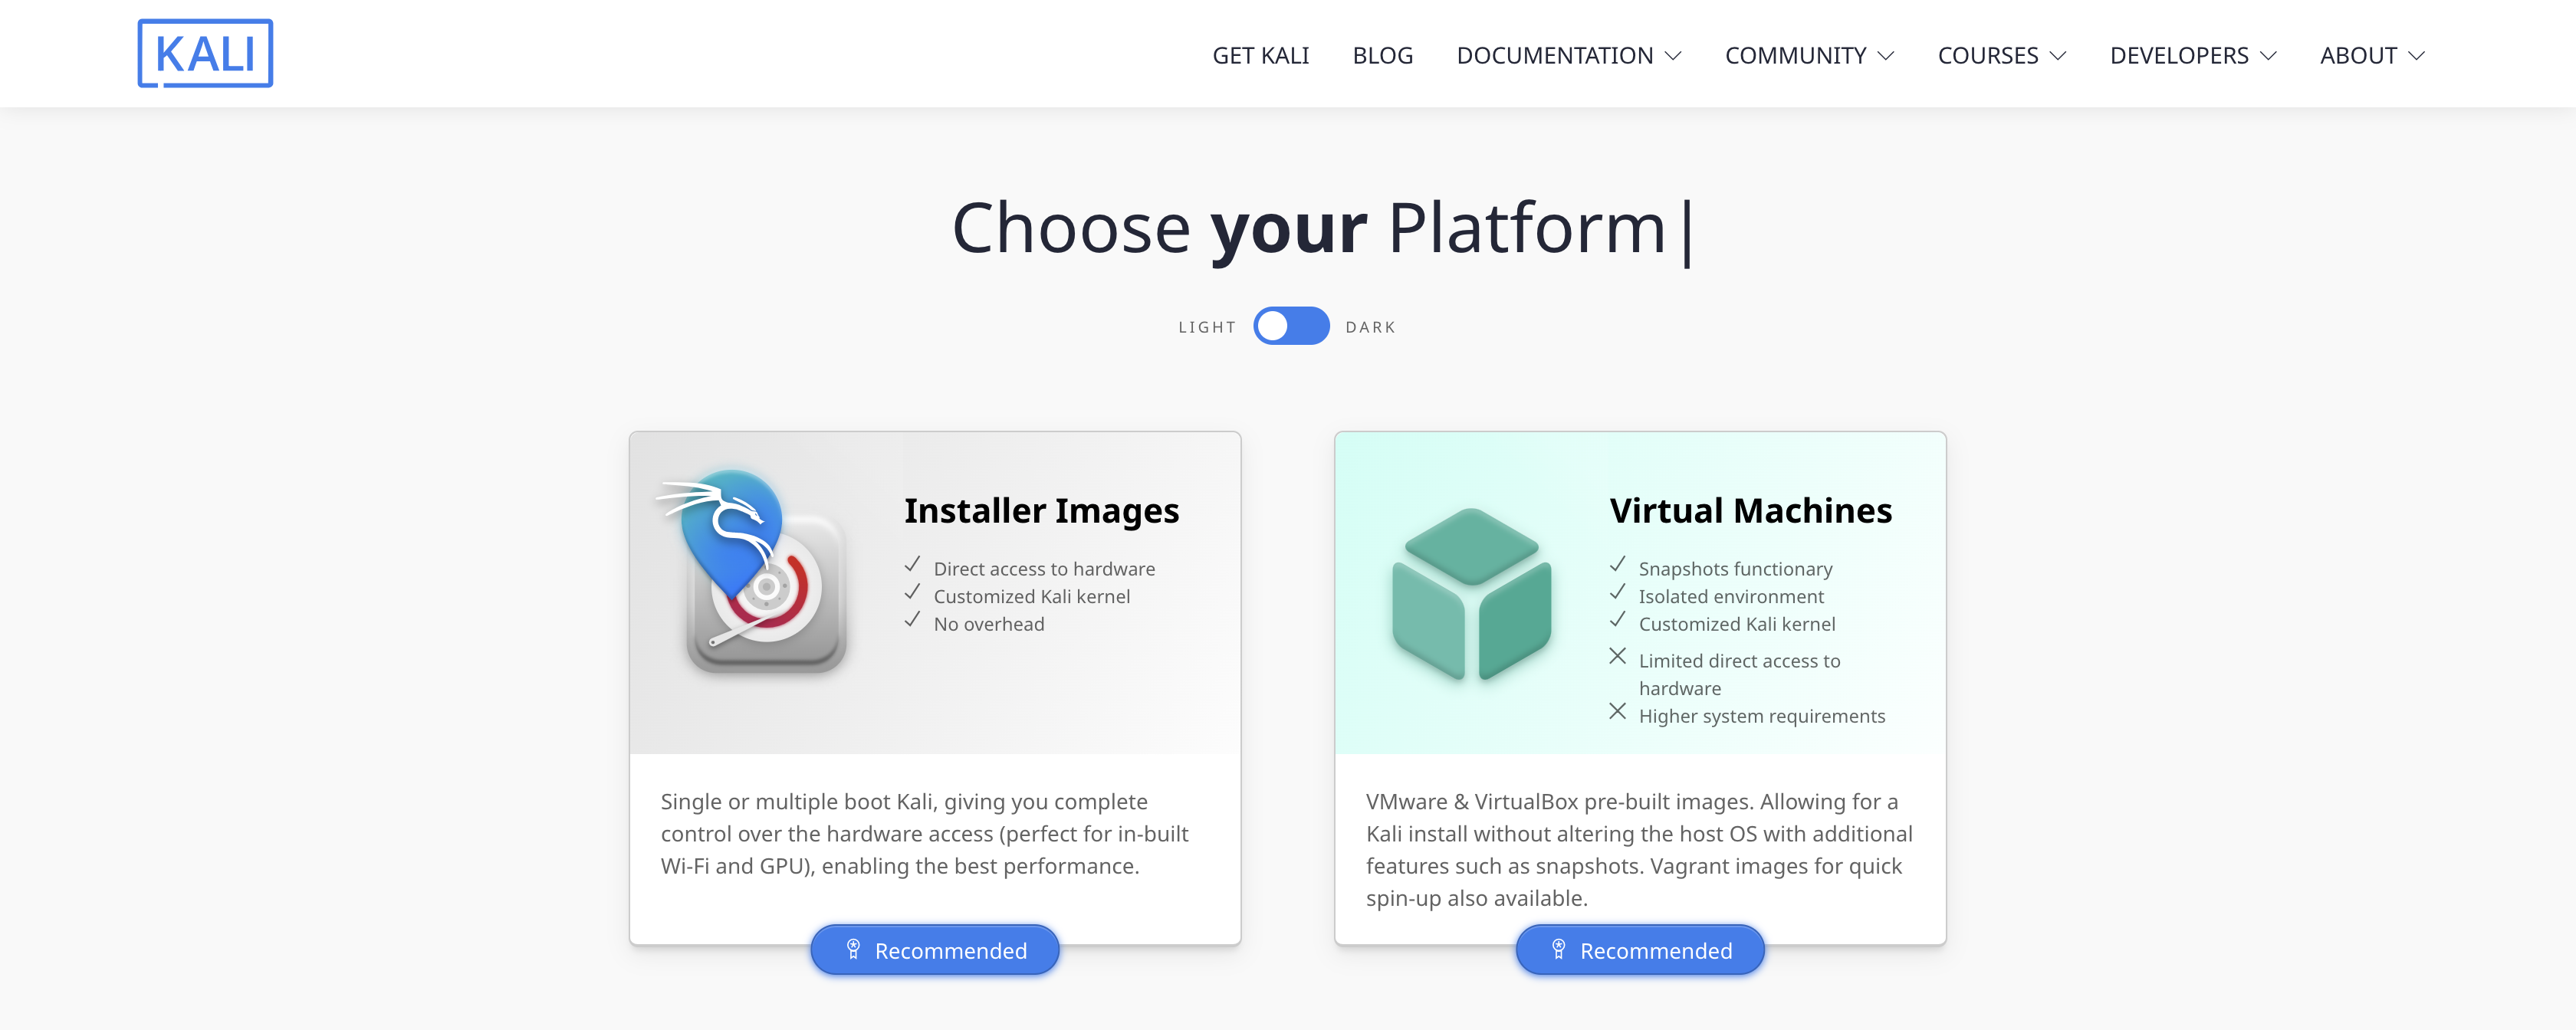 KALI
GET KALI BLOG DOCUMENTATION COMMUNITY COURSES DEVELOPERS ABOUT
Choose your Platform|
LIGHT DARK
Installer Images
Direct access to hardware
Customized Kali kernel
No overhead
Single or multiple boot Kali, giving you complete
control over the hardware access (perfect for in-built
Wi-Fi and GPU), enabling the best performance.
Recommended
Virtual Machines
Snapshots functionary
Isolated environment
Customized Kali kernel
Limited direct access to
hardware
Higher system requirements
VMware & VirtualBox pre-built images. Allowing for a
Kali install without altering the host OS with additional
features such as snapshots. Vagrant images for quick
spin-up also available.
Recommended